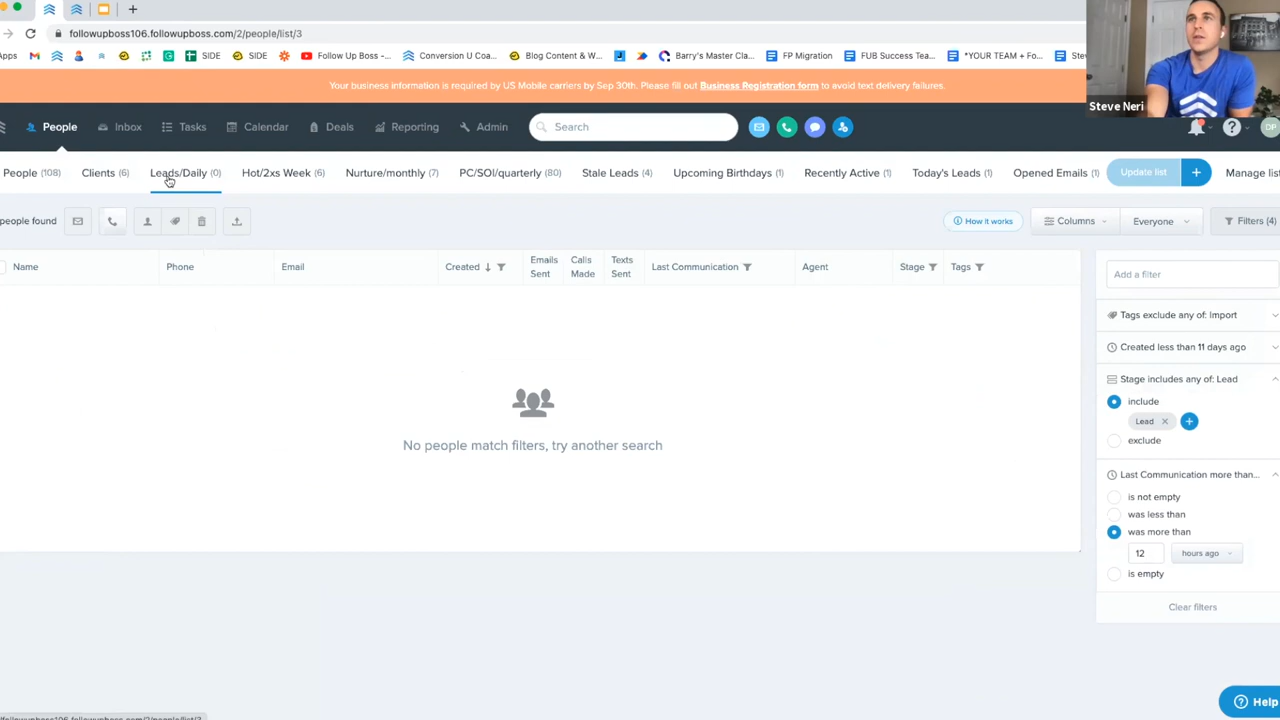 followupboss106.followupboss.com/2/people/list/3
Apps SIDE SIDE Follow Up Boss -... Conversion U Coa... Blog Content & W... Barry's Master Cla... FP Migration FUB Success Tea... *YOUR TEAM + Fo...
Your business information is required by US Mobile carriers by Sep 30th. Please fill out Business Registration form to avoid text delivery failures.
Steve Neri
People Inbox Tasks Calendar Deals Reporting Admin Search DP
People (108) Clients (6) Leads/Daily (0) Hot/2xs Week (6) Nurture/monthly (7) PC/SOI/quarterly (80) Stale Leads (4) Upcoming Birthdays (1) Recently Active (1) Today's Leads (1) Opened Emails (1) Update list + Manage list
people found How it works Columns Everyone Filters (4)
Name Phone Email Created Emails Sent Calls Made Texts Sent Last Communication Agent Stage Tags
Add a filter
Tags exclude any of: Import
Created less than 11 days ago
Stage includes any of: Lead
include
Lead
exclude
Last Communication more than...
is not empty
was less than
was more than
12 hours ago
is empty
Clear filters
No people match filters, try another search
Help
followupboss106.followupboss.com/2/people/list/3